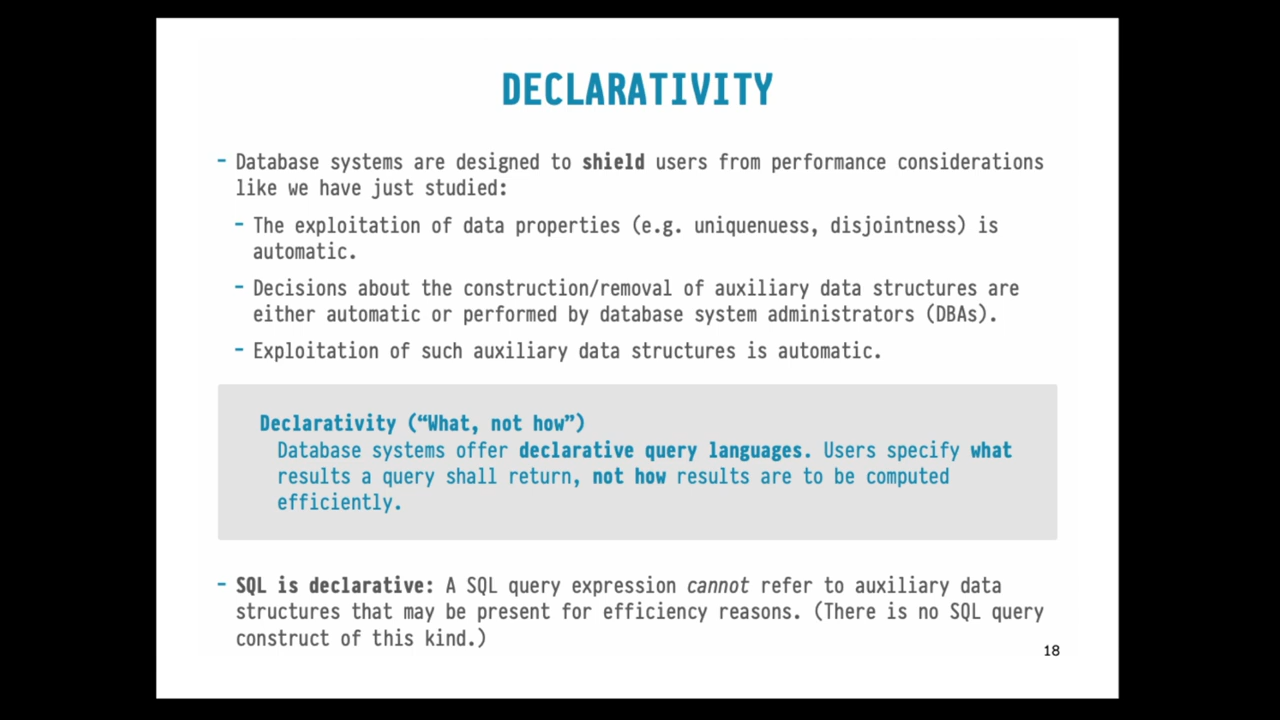 DECLARATIVITY
- Database systems are designed to shield users from performance considerations
like we have just studied:
- The exploitation of data properties (e.g. uniquenuess, disjointness) is
automatic.
- Decisions about the construction/removal of auxiliary data structures are
either automatic or performed by database system administrators (DBAs).
- Exploitation of such auxiliary data structures is automatic.
Declarativity (“What, not how”)
Database systems offer declarative query languages. Users specify what
results a query shall return, not how results are to be computed
efficiently.
- SQL is declarative: A SQL query expression cannot refer to auxiliary data
structures that may be present for efficiency reasons. (There is no SQL query
construct of this kind.)
18